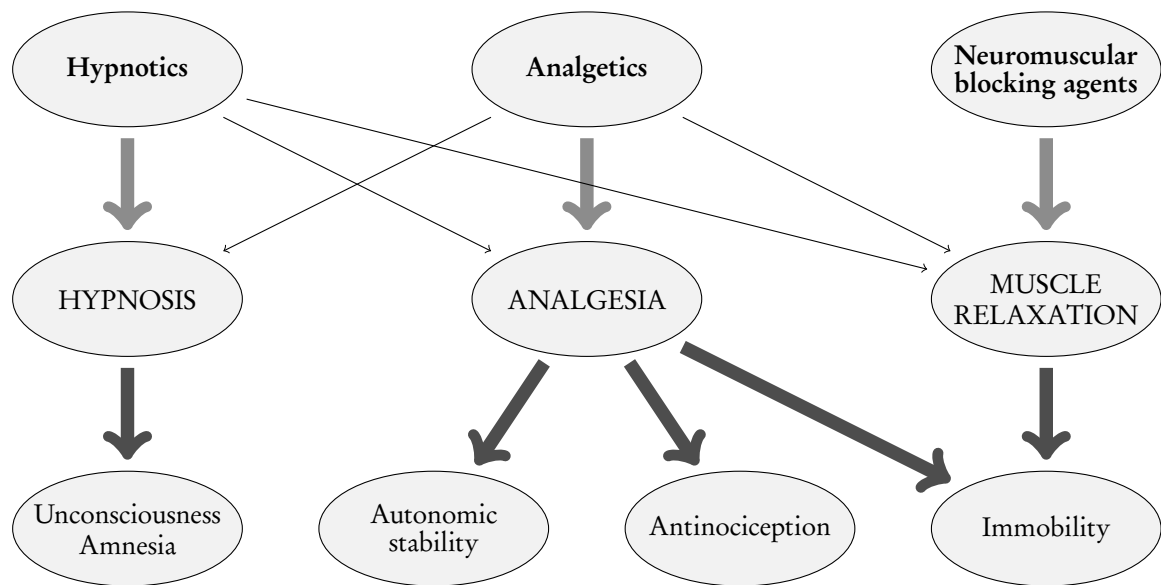 Hypnotics
Analgetics
Neuromuscular
blocking agents
HYPNOSIS
ANALGESIA
MUSCLE
RELAXATION
Unconsciousness
Amnesia
Autonomic
stability
Antinociception
Immobility